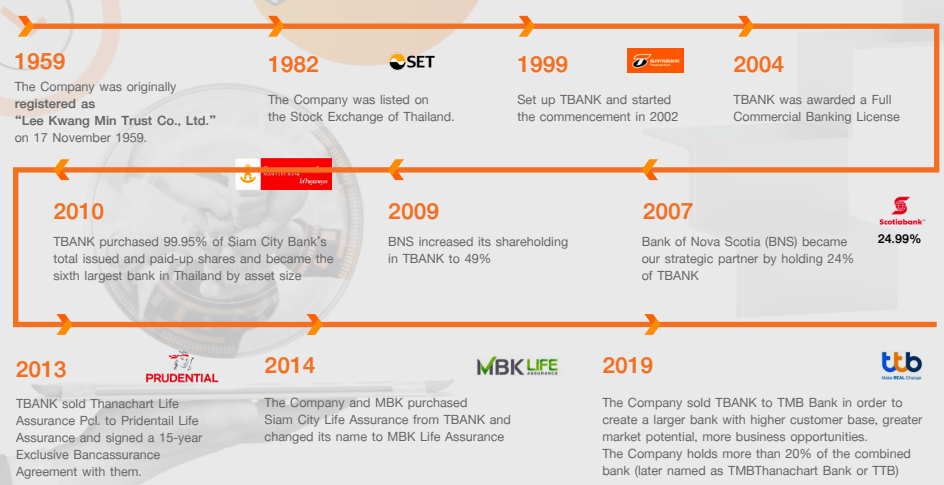 1959
The Company was originally
registered as
“Lee Kwang Min Trust Co., Ltd.”
on 17 November 1959.
1982
SET
The Company was listed on
the Stock Exchange of Thailand.
1999
Set up TBANK and started
the commencement in 2002
2004
TBANK was awarded a Full
Commercial Banking License
2010
TBANK purchased 99.95% of Siam City Bank's
total issued and paid-up shares and became the
sixth largest bank in Thailand by asset size
2009
BNS increased its shareholding
in TBANK to 49%
2007
Bank of Nova Scotia (BNS) became
our strategic partner by holding 24%
of TBANK
Scotiabank
24.99%
2013
PRUDENTIAL
TBANK sold Thanachart Life
Assurance Pcl. to Pridentail Life
Assurance and signed a 15-year
Exclusive Bancassurance
Agreement with them.
2014
MBK LIFE
ASSURANCE
The Company and MBK purchased
Siam City Life Assurance from TBANK and
changed its name to MBK Life Assurance
2019
ttb
Make REAL Change
The Company sold TBANK to TMB Bank in order to
create a larger bank with higher customer base, greater
market potential, more business opportunities.
The Company holds more than 20% of the combined
bank (later named as TMBThanachart Bank or TTB)